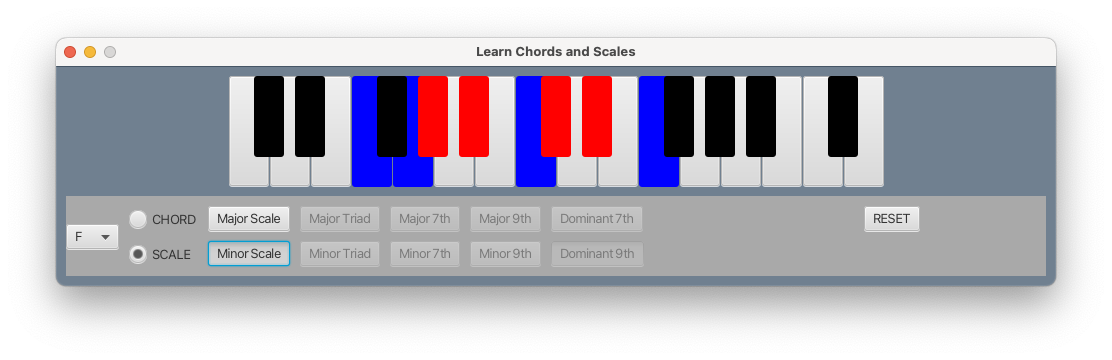 Learn Chords and Scales
CHORD Major Scale Major Triad Major 7th Major 9th Dominant 7th RESET
F
SCALE Minor Scale Minor Triad Minor 7th Minor 9th Dominant 9th